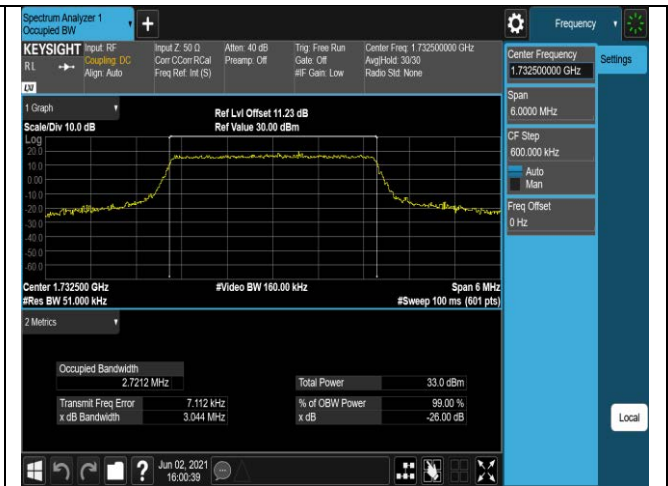 Spectrum Analyzer 1
Occupied BW
Frequency
KEYSIGHT
RL
LXI
Input: RF
Coupling: DC
Align: Auto
Input Z: 50 Ω
Corr CCorr RCal
Freq Ref: Int (S)
Atten: 40 dB
Preamp: Off
Trig: Free Run
Gate: Off
#IF Gain: Low
Center Freq: 1.732500000 GHz
Avg|Hold: 30/30
Radio Std: None
Center Frequency
1.732500000 GHz
Settings
Span
6.0000 MHz
CF Step
600.000 kHz
Auto
Man
Freq Offset
0 Hz
Local
1 Graph
Scale/Div 10.0 dB
Ref Lvl Offset 11.23 dB
Ref Value 30.00 dBm
Log
20.0
10.0
0.00
-10.0
-20.0
-30.0
-40.0
-50.0
-60.0
Center 1.732500 GHz
#Video BW 160.00 kHz
Span 6 MHz
#Res BW 51.000 kHz
#Sweep 100 ms (601 pts)
2 Metrics
Occupied Bandwidth
2.7212 MHz
Total Power 33.0 dBm
Transmit Freq Error 7.112 kHz
% of OBW Power 99.00 %
x dB Bandwidth 3.044 MHz
x dB -26.00 dB
?
Jun 02, 2021
16:00:39